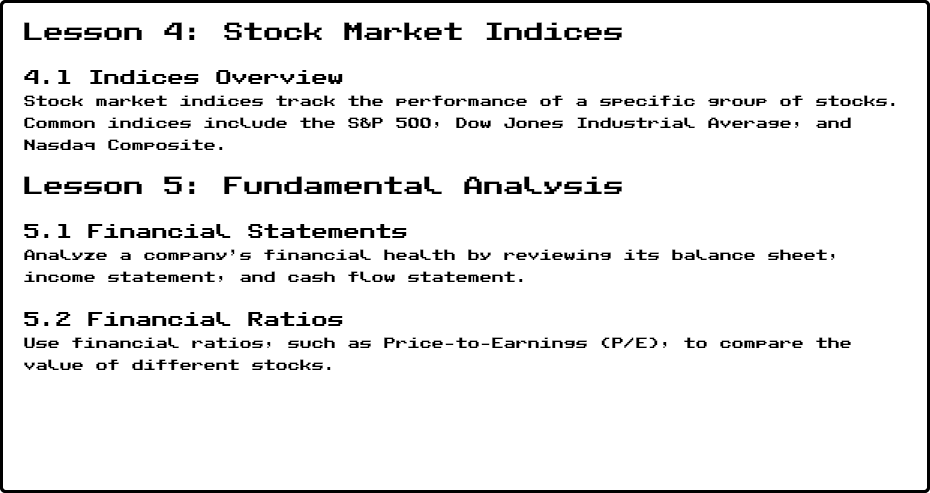 Lesson 4: Stock Market Indices
4.1 Indices Overview
Stock market indices track the performance of a specific group of stocks.
Common indices include the S&P 500, Dow Jones Industrial Average, and
Nasdaq Composite.
Lesson 5: Fundamental Analysis
5.1 Financial Statements
Analyze a company's financial health by reviewing its balance sheet,
income statement, and cash flow statement.
5.2 Financial Ratios
Use financial ratios, such as Price-to-Earnings (P/E), to compare the
value of different stocks.